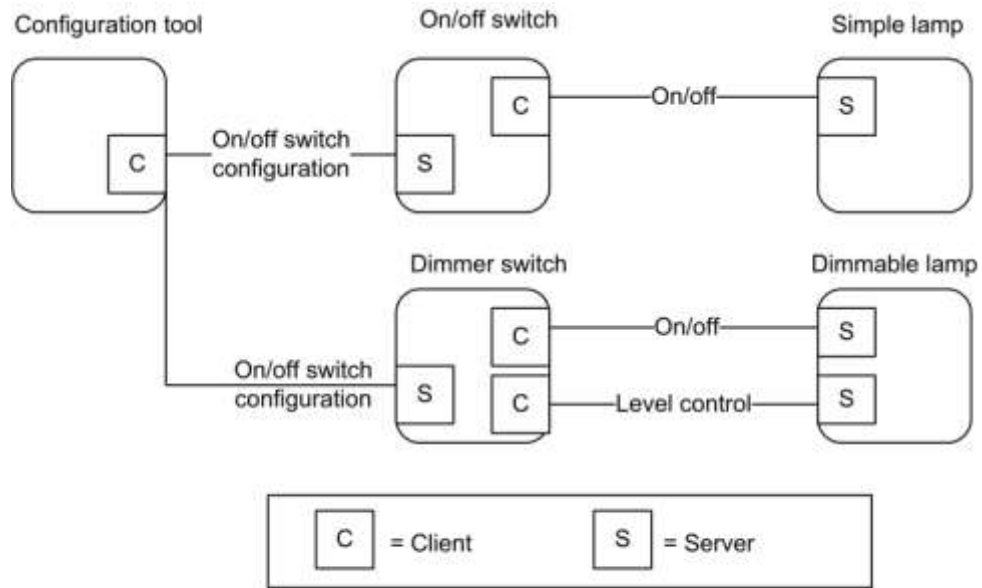 Configuration tool
On/off switch
Simple lamp
C
On/off
S
C
On/off switch
configuration
S
Dimmer switch
Dimmable lamp
C
On/off
S
On/off switch
configuration
S
C
Level control
S
C
= Client
S
= Server